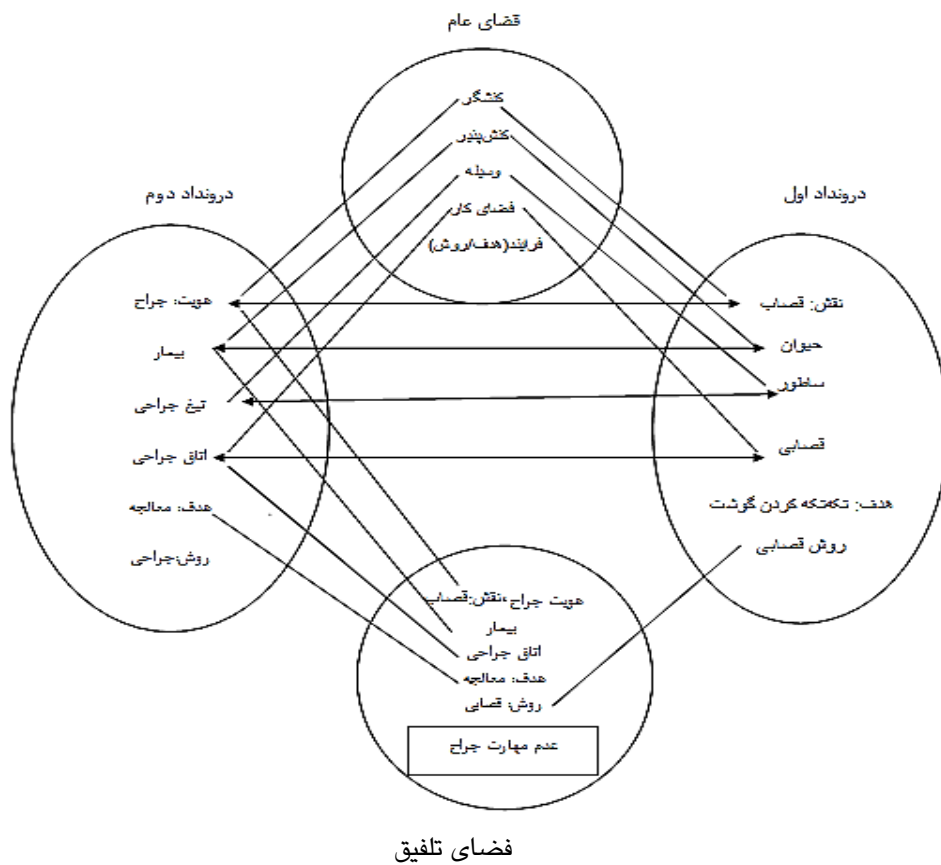 قضای عام
کنشگر
کنش‌پذیر
وسیله
فضای کار
فرایند(هدف/روش)
درونداد اول
نقش: قصاب
حیوان
ساطور
قصابی
هدف: تکه‌تکه کردن گوشت
روش قصابی
درونداد دوم
هویت: جراح
بیمار
تیغ جراحی
اتاق جراحی
هدف: معالجه
روش:جراحی
هویت جراح،نقش:قصاب
بیمار
اتاق جراحی
هدف: معالجه
روش: قصابی
عدم مهارت جراح
فضای تلفیق